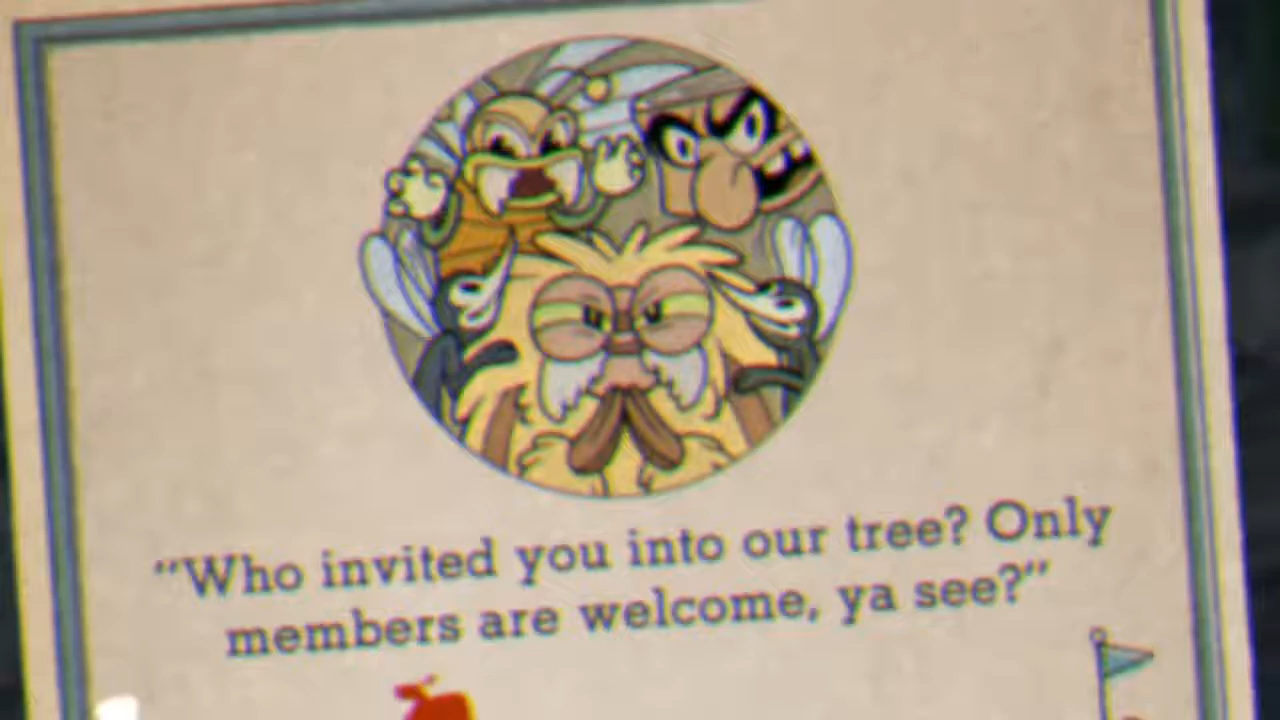 “Who invited you into our tree? Only
members are welcome, ya see?”